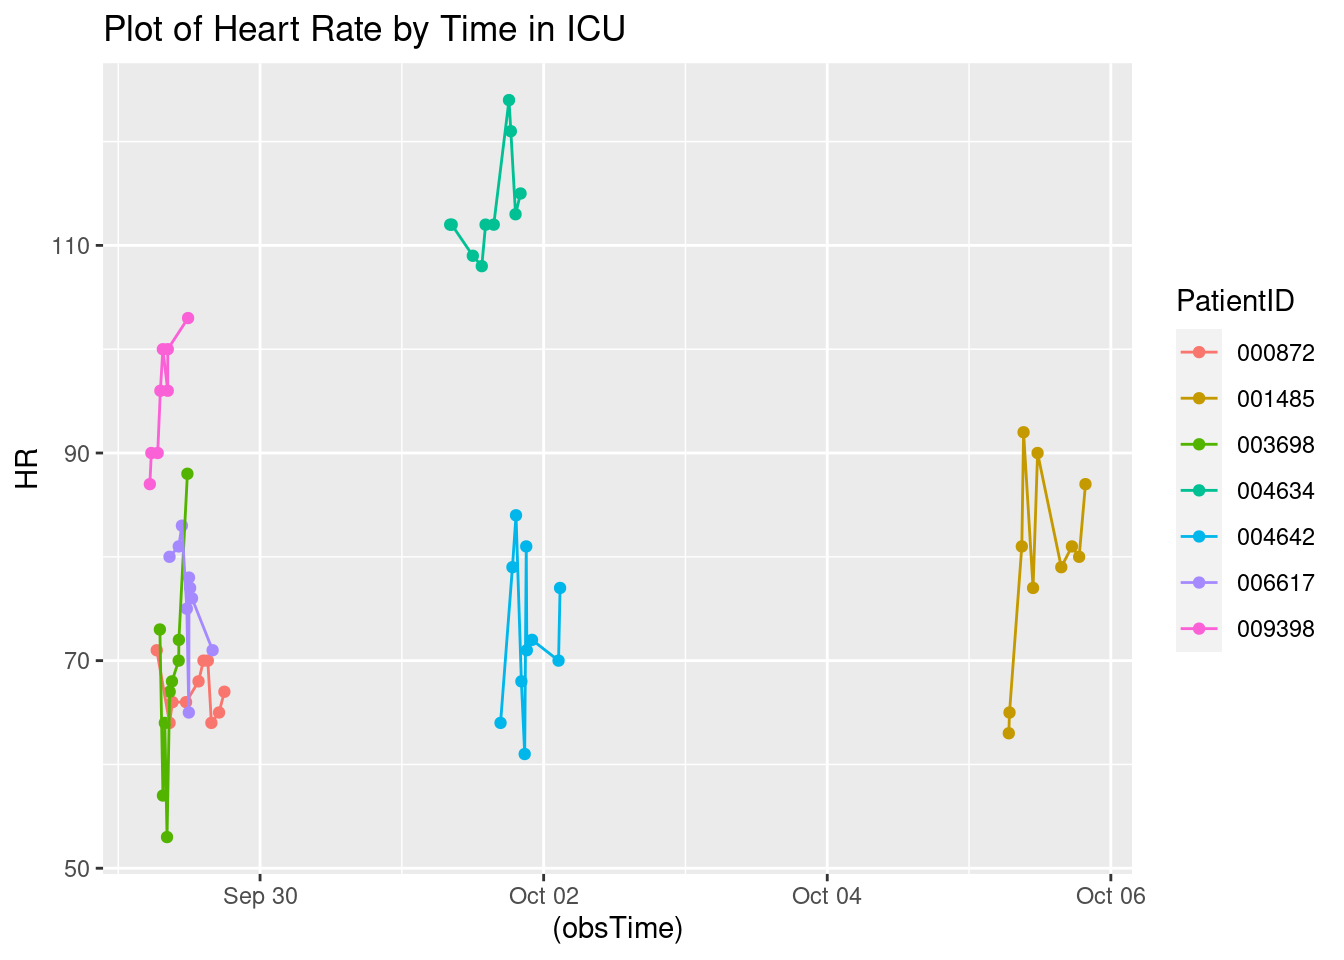 Plot of Heart Rate by Time in ICU
HR
110
90
70
50
Sep 30
Oct 02
Oct 04
Oct 06
(obsTime)
PatientID
000872
001485
003698
004634
004642
006617
009398